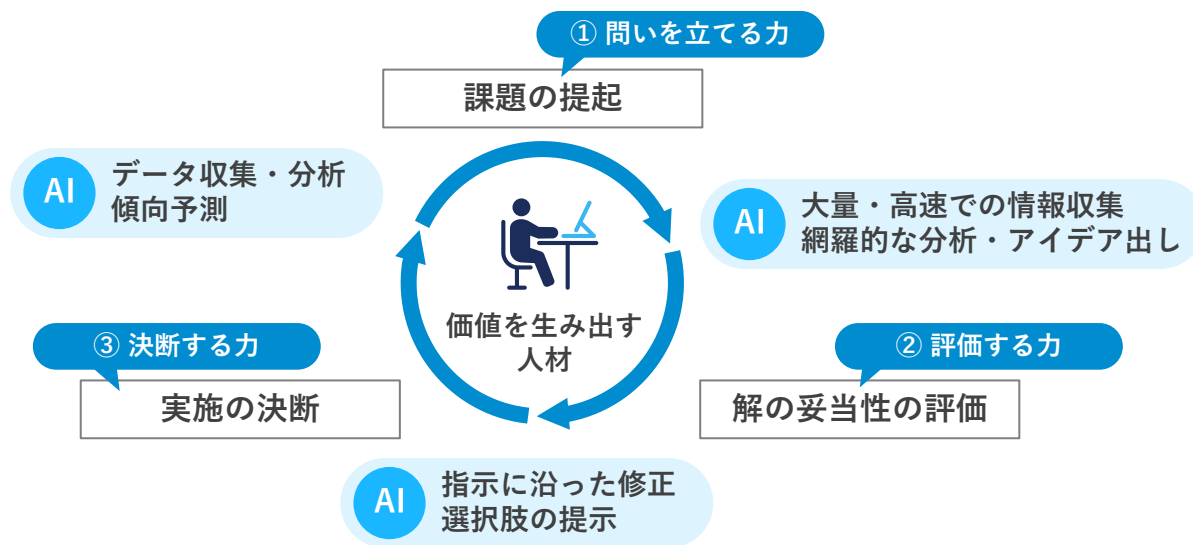 ① 問いを立てる力
課題の提起
AI
データ収集・分析
傾向予測
AI
大量・高速での情報収集
網羅的な分析・アイデア出し
価値を生み出す
人材
③ 決断する力
実施の決断
② 評価する力
解の妥当性の評価
AI
指示に沿った修正
選択肢の提示